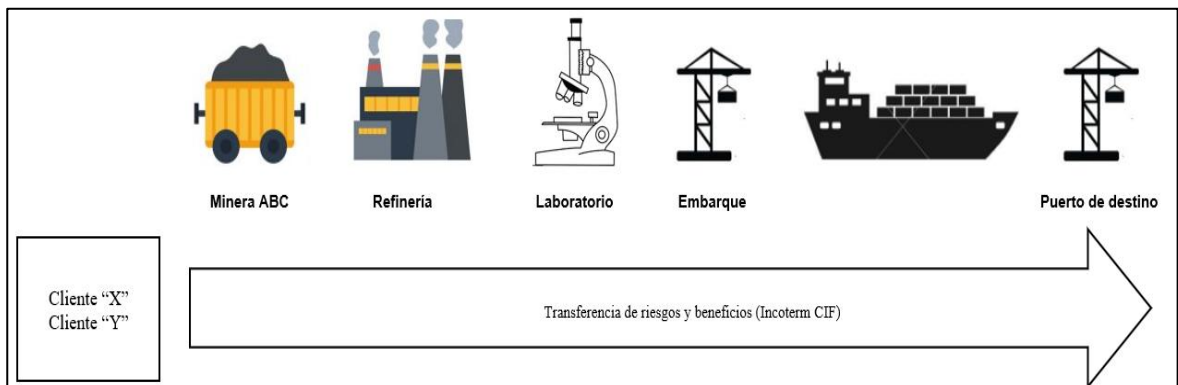 Minera ABC
Refinería
Laboratorio
Embarque
Puerto de destino
Cliente “X”
Cliente “Y”
Transferencia de riesgos y beneficios (Incoterm CIF)